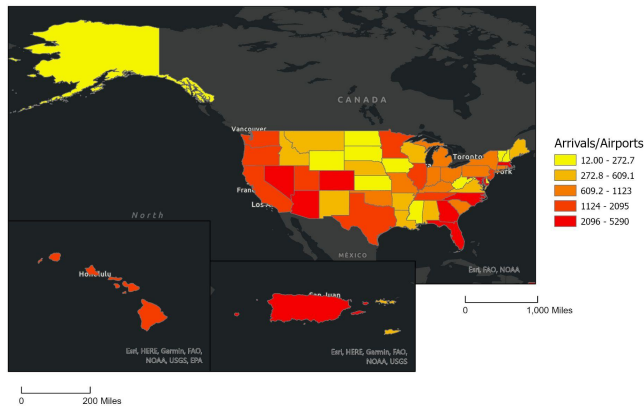 CANADA
Vancouver
Toronto
Fran
Los A
North
MÉXICO
Esri, FAO, NOAA
Arrivals/Airports
12.00 - 272.7
272.8 - 609.1
609.2 - 1123
1124 - 2095
2096 - 5290
0 1,000 Miles
Honolulu
San Juan
Esri, HERE, Garmin, FAO,
NOAA, USGS, EPA
Esri, HERE, Garmin, FAO,
NOAA, USGS
0 200 Miles